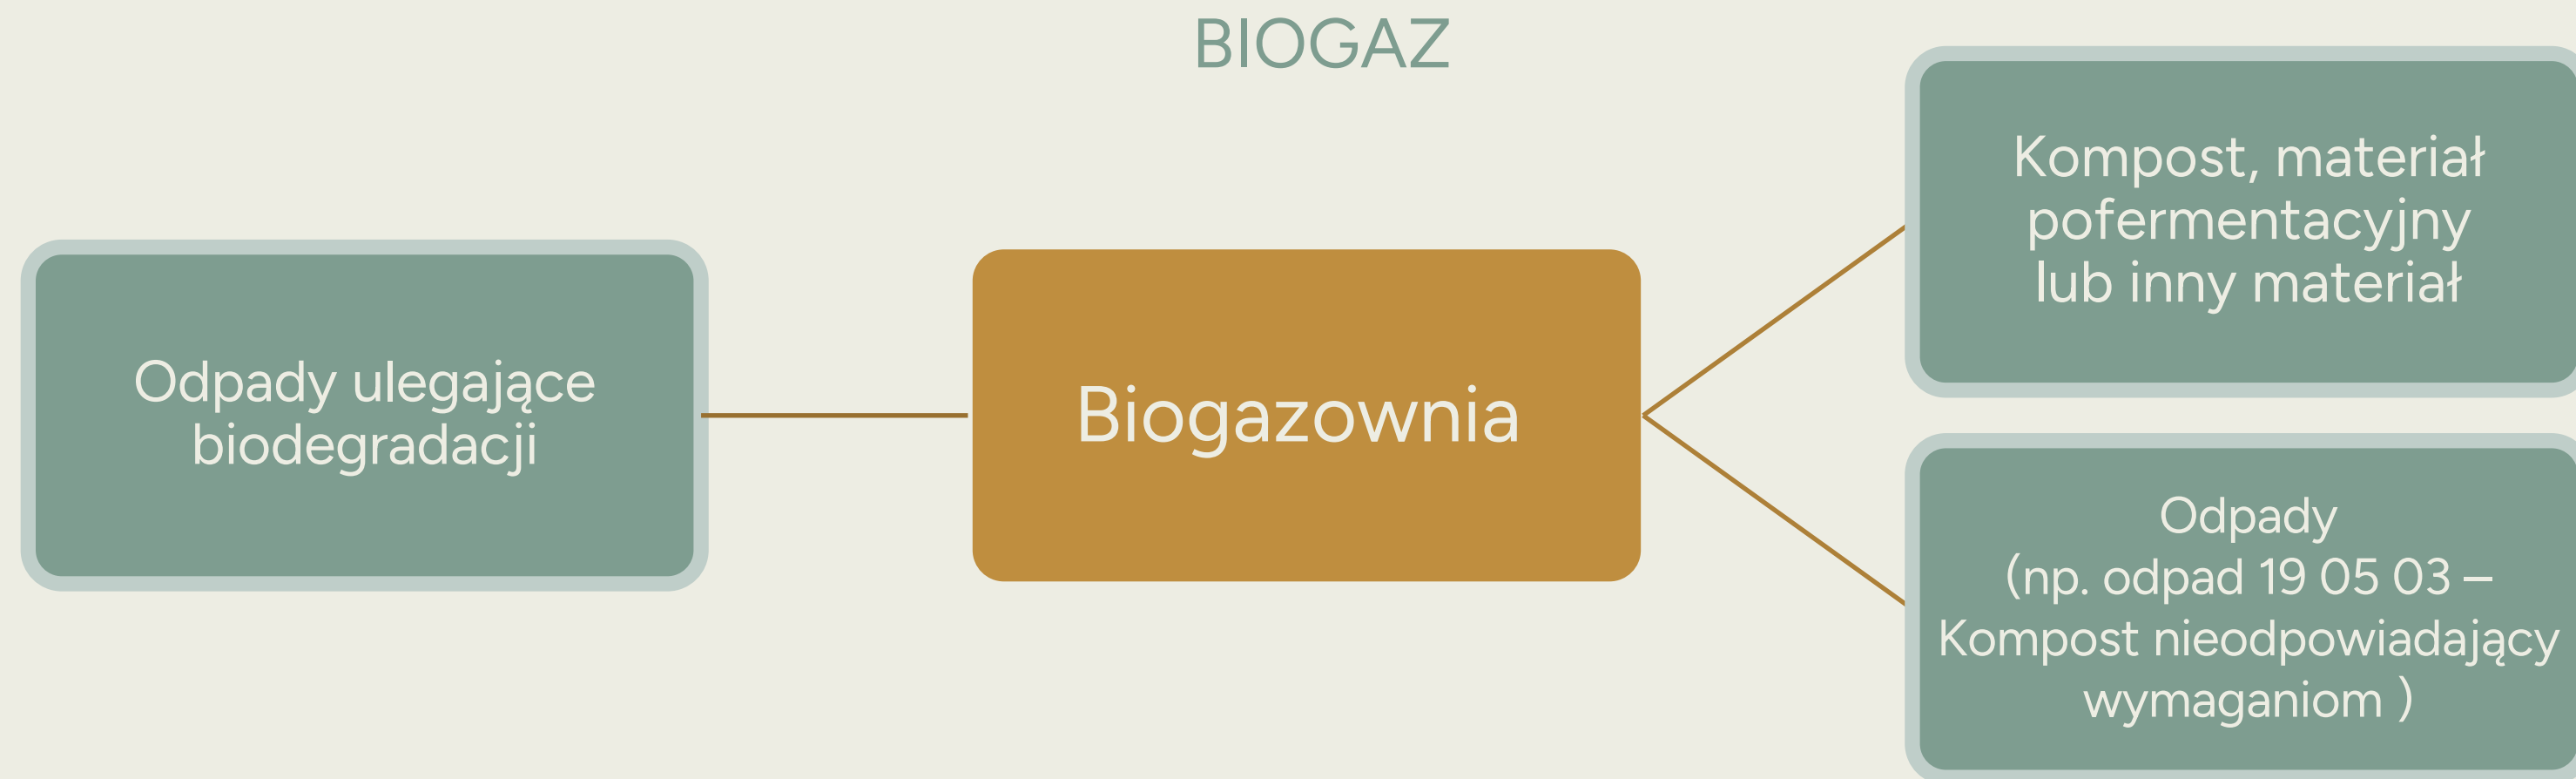 BIOGAZ
Odpady ulegające
biodegradacji
Biogazownia
Kompost, materiał
pofermentacyjny
lub inny materiał
Odpady
(np. odpad 19 05 03 –
Kompost nieodpowiadający
wymaganiom )